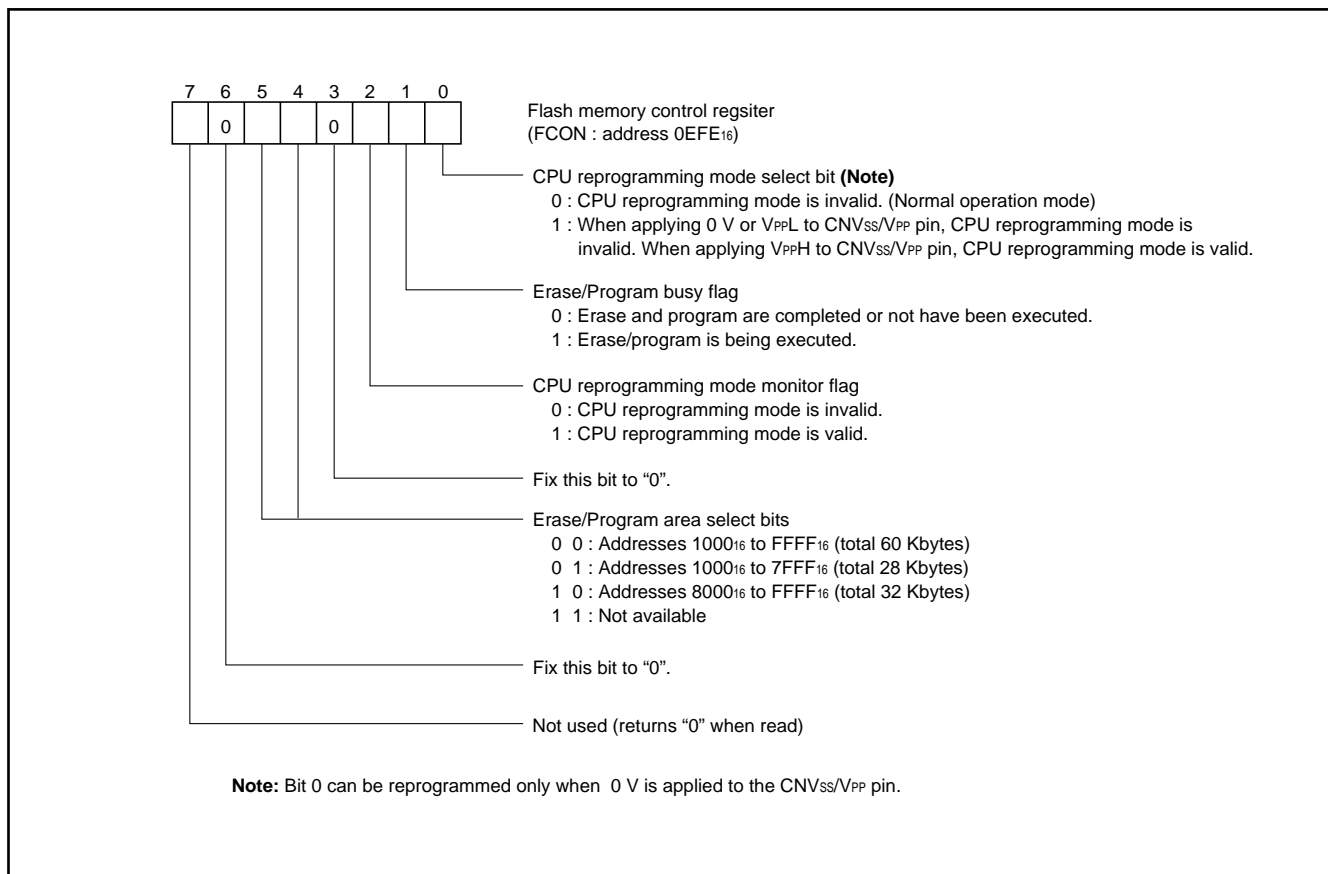 7 6 5 4 3 2 1 0
0 0
Flash memory control regsiter
(FCON : address 0EFE16)
CPU reprogramming mode select bit (Note)
0 : CPU reprogramming mode is invalid. (Normal operation mode)
1 : When applying 0 V or VPPL to CNVSS/VPP pin, CPU reprogramming mode is
invalid. When applying VPPH to CNVSS/VPP pin, CPU reprogramming mode is valid.
Erase/Program busy flag
0 : Erase and program are completed or not have been executed.
1 : Erase/program is being executed.
CPU reprogramming mode monitor flag
0 : CPU reprogramming mode is invalid.
1 : CPU reprogramming mode is valid.
Fix this bit to “0”.
Erase/Program area select bits
0 0 : Addresses 100016 to FFFF16 (total 60 Kbytes)
0 1 : Addresses 100016 to 7FFF16 (total 28 Kbytes)
1 0 : Addresses 800016 to FFFF16 (total 32 Kbytes)
1 1 : Not available
Fix this bit to “0”.
Not used (returns “0” when read)
Note: Bit 0 can be reprogrammed only when 0 V is applied to the CNVSS/VPP pin.